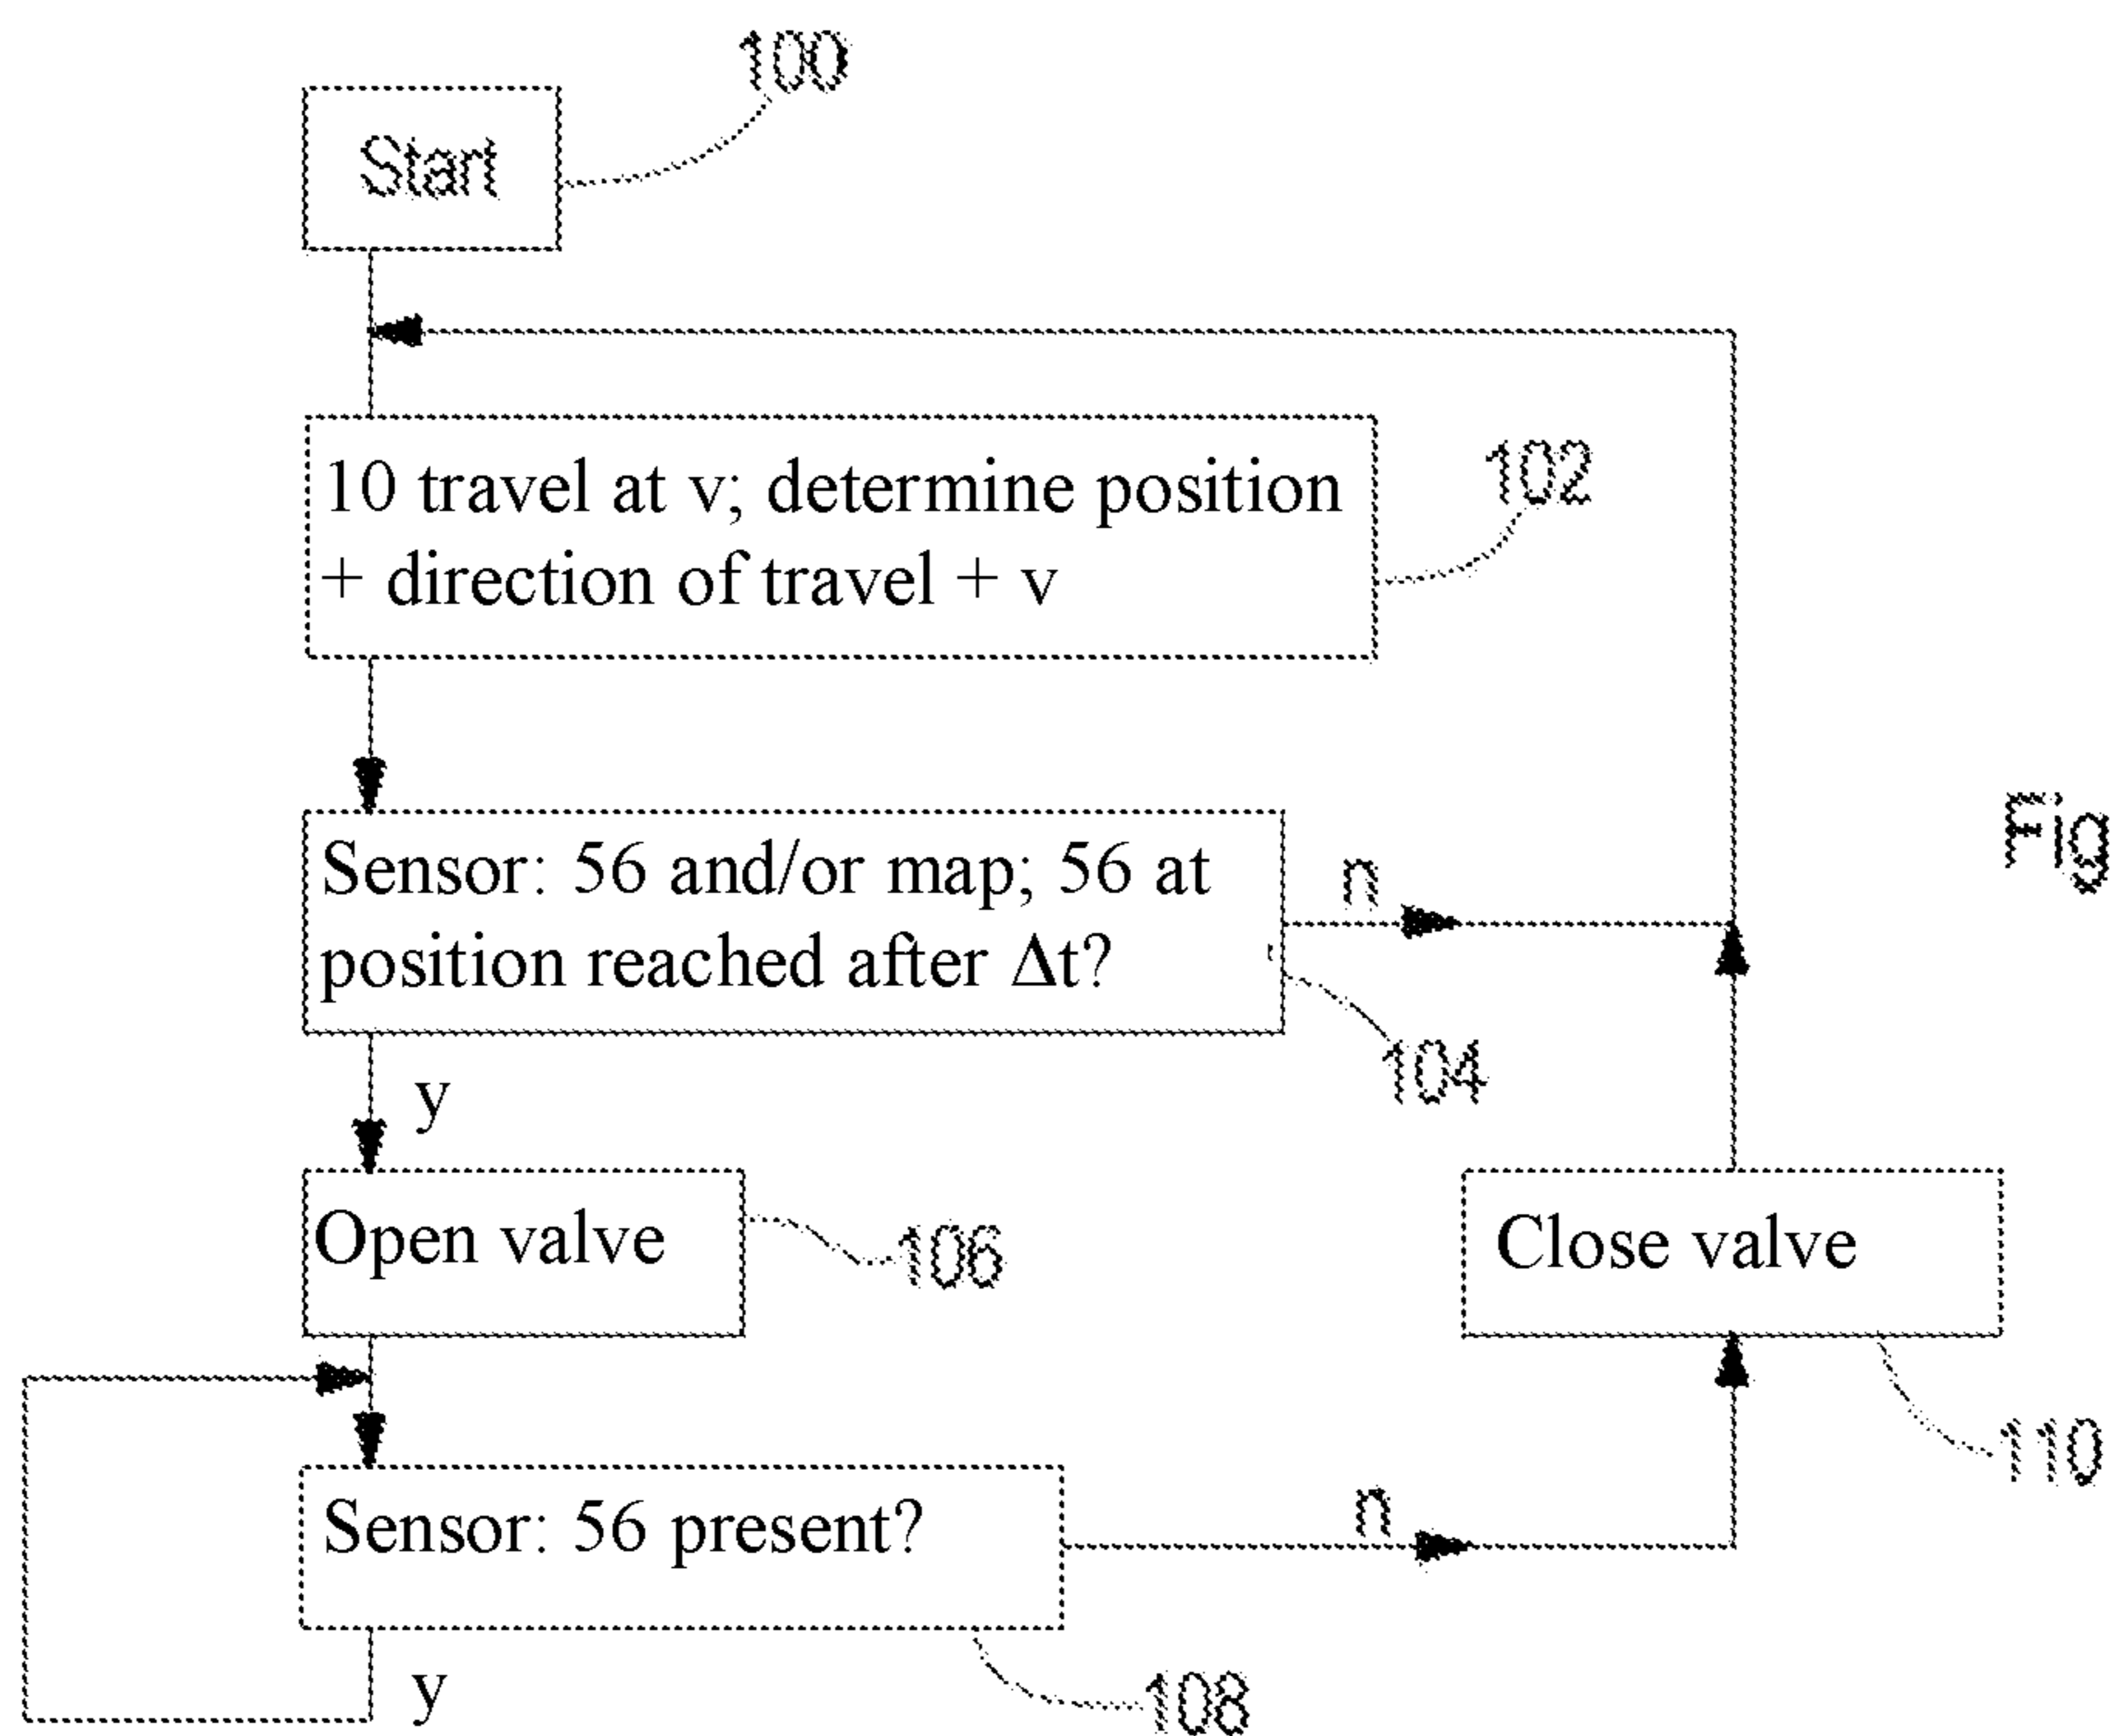 100
Start
10 travel at v; determine position
+ direction of travel + v
102
Sensor: 56 and/or map; 56 at
position reached after Δt?
n
Fig
104
y
Open valve
106
Close valve
110
Sensor: 56 present?
n
108
y